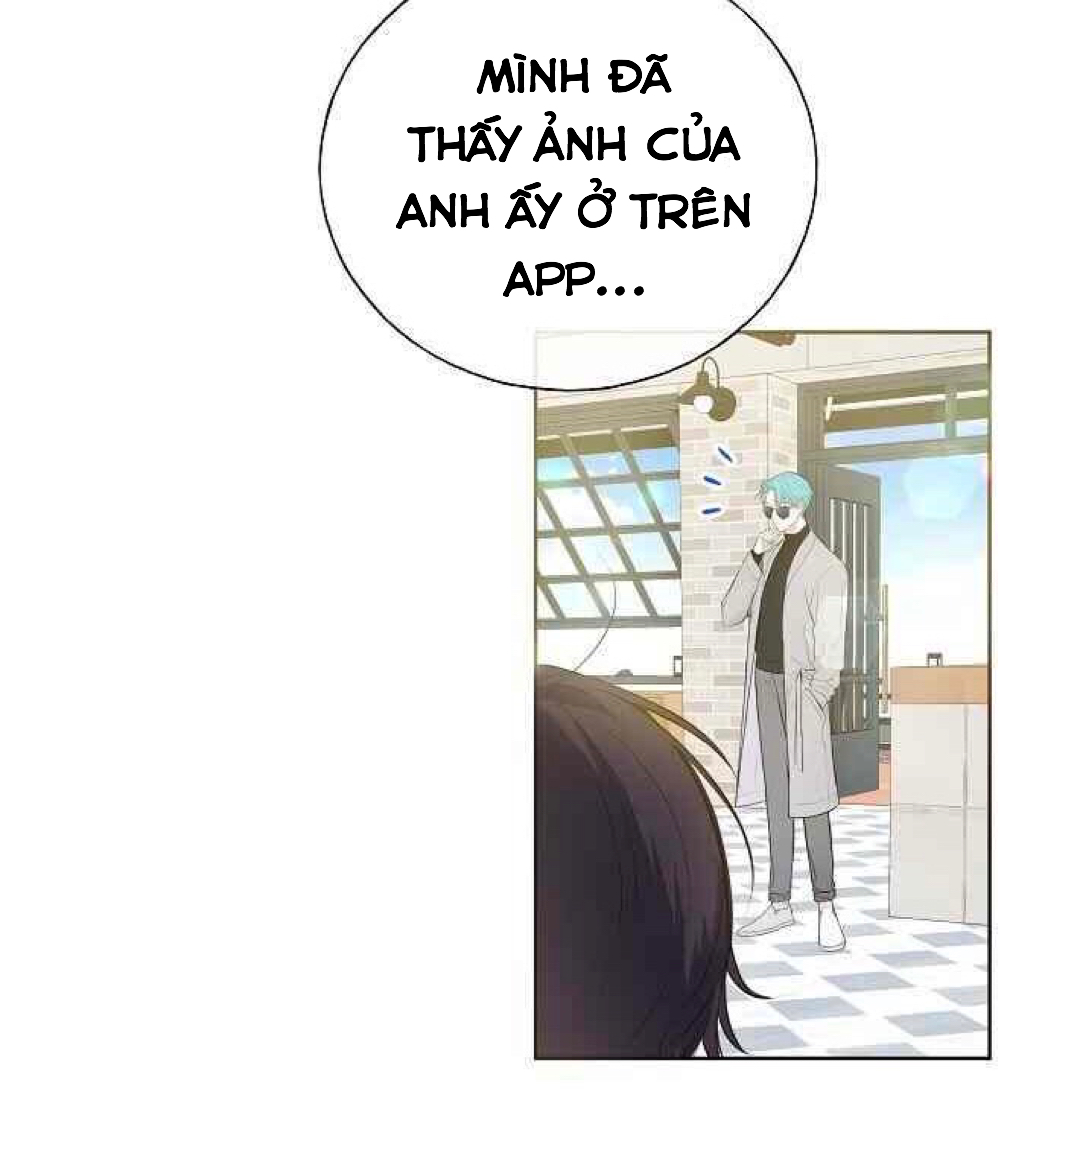 MÌNH ĐÃ
THẤY ẢNH CỦA
ANH ẤY Ở TRÊN
APP...